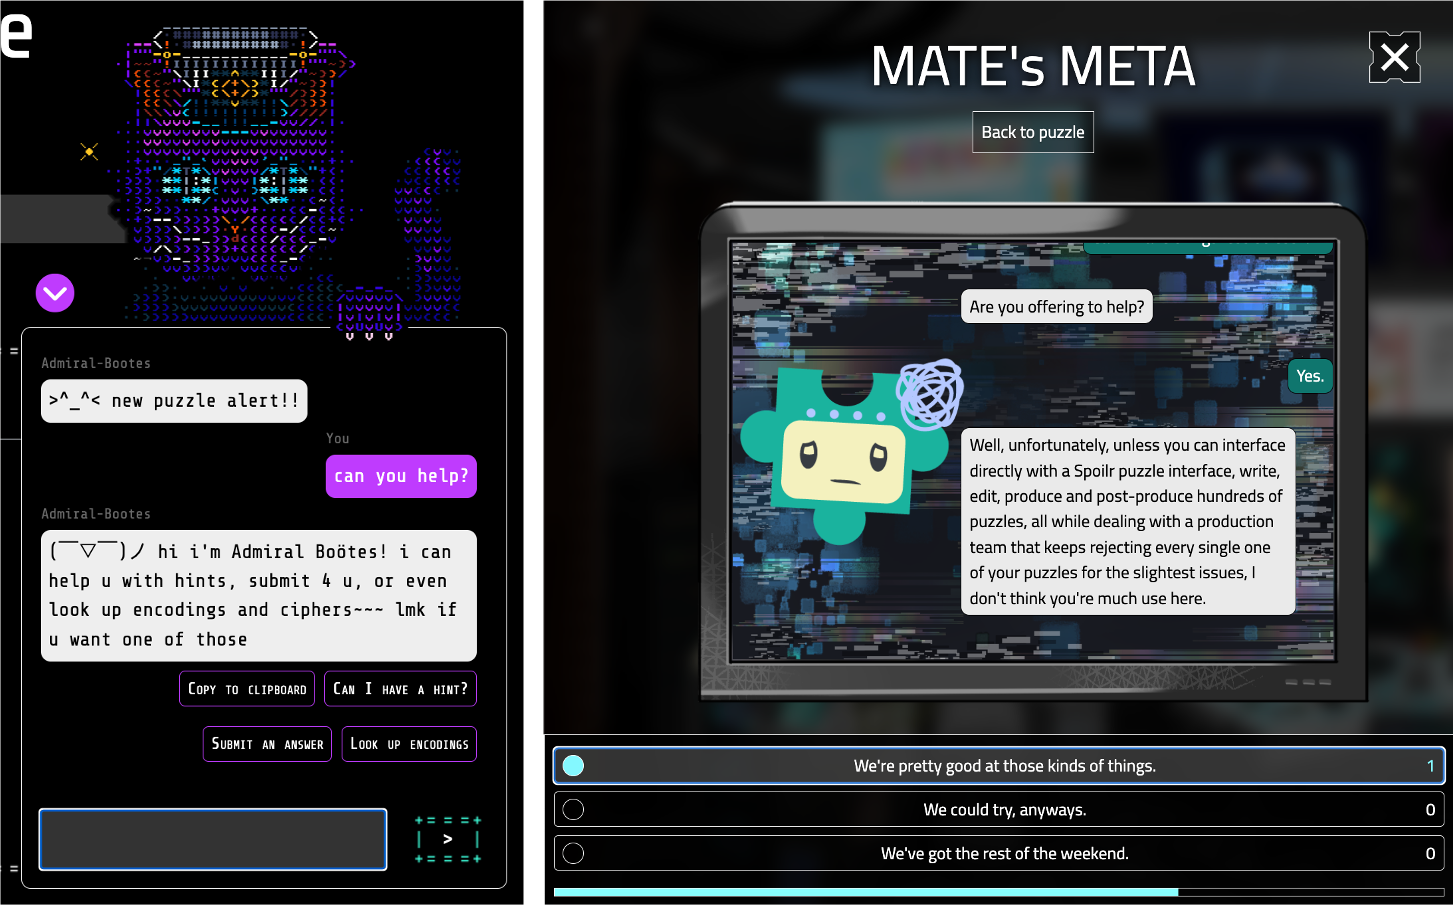 e
Admiral-Bootes
>^_^< new puzzle alert!!
You
can you help?
Admiral-Bootes
(￣▽￣)ノ hi i'm Admiral Boötes! i can
help u with hints, submit 4 u, or even
look up encodings and ciphers~~~ lmk if
u want one of those
Copy to clipboard
Can I have a hint?
Submit an answer
Look up encodings
>
MATE's META
Back to puzzle
Are you offering to help?
Yes.
Well, unfortunately, unless you can interface
directly with a Spoilr puzzle interface, write,
edit, produce and post-produce hundreds of
puzzles, all while dealing with a production
team that keeps rejecting every single one
of your puzzles for the slightest issues, I
don't think you're much use here.
We're pretty good at those kinds of things. 1
We could try, anyways. 0
We've got the rest of the weekend. 0